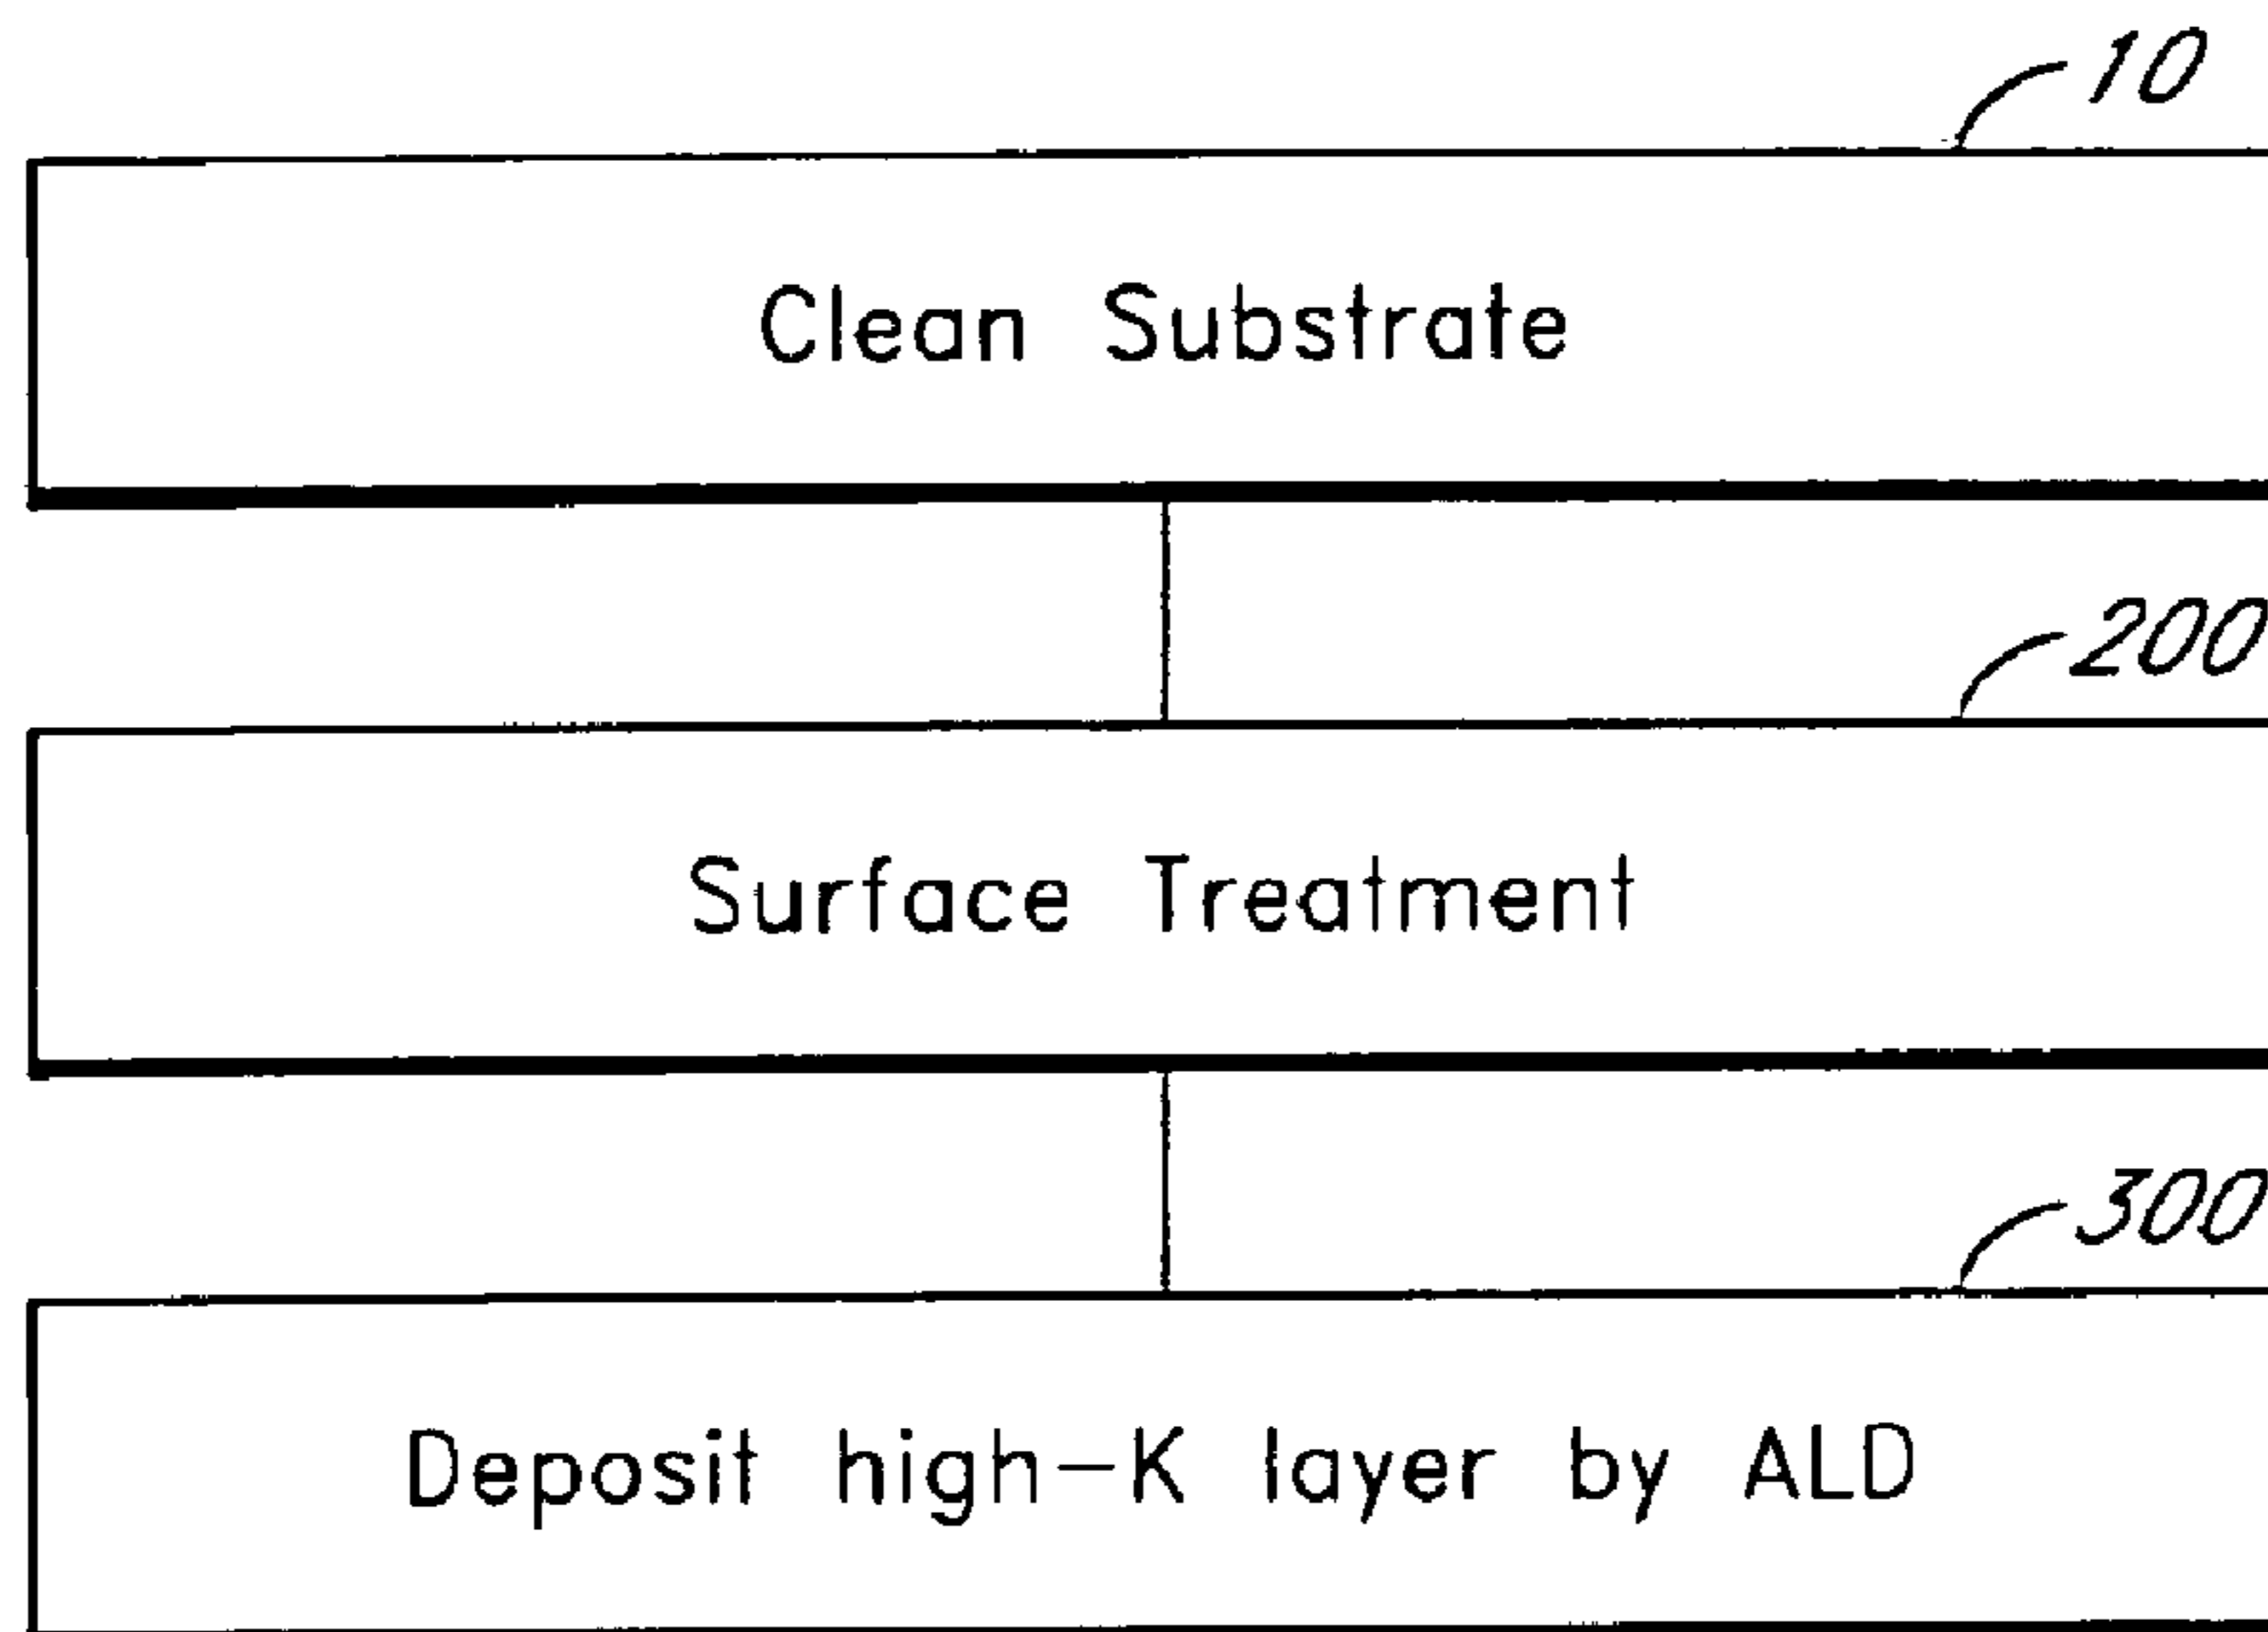 10
Clean Substrate
200
Surface Treatment
300
Deposit high-K layer by ALD